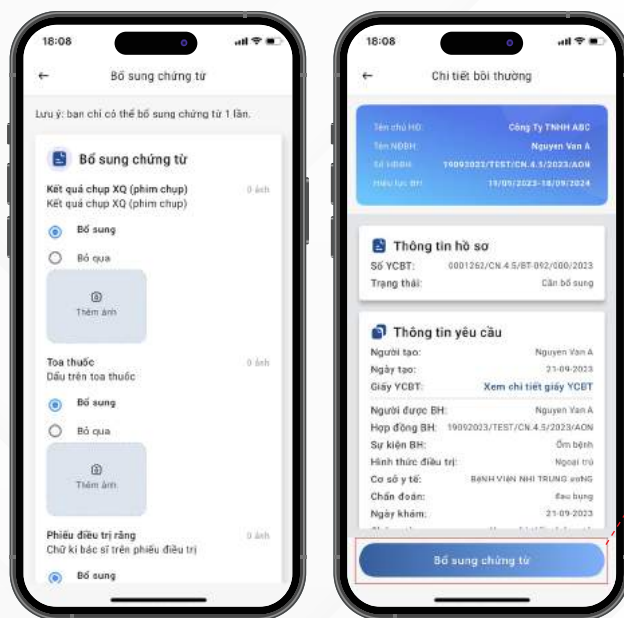 18:08
Bổ sung chứng từ
Lưu ý: bạn chỉ có thể bổ sung chứng từ 1 lần.
Bổ sung chứng từ
Kết quả chụp XQ (phim chụp)
0 ảnh
Kết quả chụp XQ (phim chụp)
Bổ sung
Bỏ qua
Thêm ảnh
Toa thuốc
0 ảnh
Dấu trên toa thuốc
Bổ sung
Bỏ qua
Thêm ảnh
Phiếu điều trị răng
0 ảnh
Chữ kí bác sĩ trên phiếu điều trị
Bổ sung
18:08
Chi tiết bồi thường
Tên chủ HĐ: Công Ty TNHH ABC
Tên NĐBH: Nguyen Van A
Số HĐBH: 19092023/TEST/CN.4.5/2023/AON
Hiệu lực BH: 19/09/2023-18/09/2024
Thông tin hồ sơ
Số YCBT: 0001262/CN.4.5/BT-092/000/2023
Trạng thái: Cần bổ sung
Thông tin yêu cầu
Người tạo: Nguyen Van A
Ngày tạo: 21-09-2023
Giấy YCBT: Xem chi tiết giấy YCBT
Người được BH: Nguyen Van A
Hợp đồng BH: 19092023/TEST/CN.4.5/2023/AON
Sự kiện BH: Ốm bệnh
Hình thức điều trị: Ngoại trú
Cơ sở y tế: BệNH VIệN NHI TRUNG ươNG
Chẩn đoán: đau bụng
Ngày khám: 21-09-2023
Bổ sung chứng từ